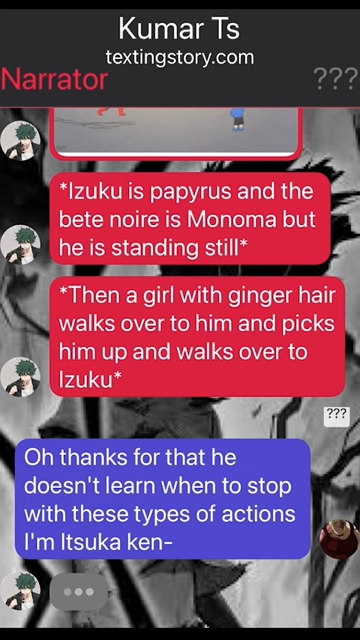 Kumar Ts
textingstory.com
Narrator
???
*Izuku is papyrus and the
bete noire is Monoma but
he is standing still*
*Then a girl with ginger hair
walks over to him and picks
him up and walks over to
Izuku*
???
Oh thanks for that he
doesn't learn when to stop
with these types of actions
I'm Itsuka ken-